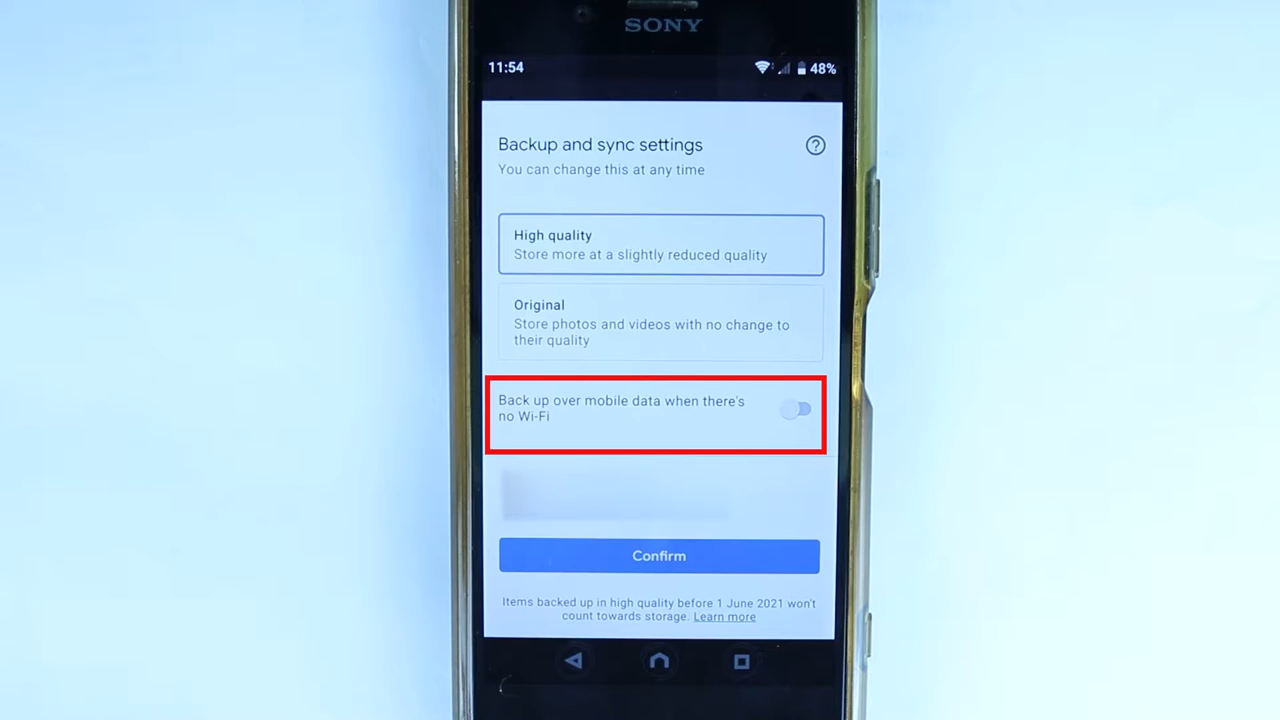 SONY
11:54
48%
Backup and sync settings
You can change this at any time
High quality
Store more at a slightly reduced quality
Original
Store photos and videos with no change to
their quality
Back up over mobile data when there's
no Wi-Fi
Confirm
Items backed up in high quality before 1 June 2021 won't
count towards storage. Learn more